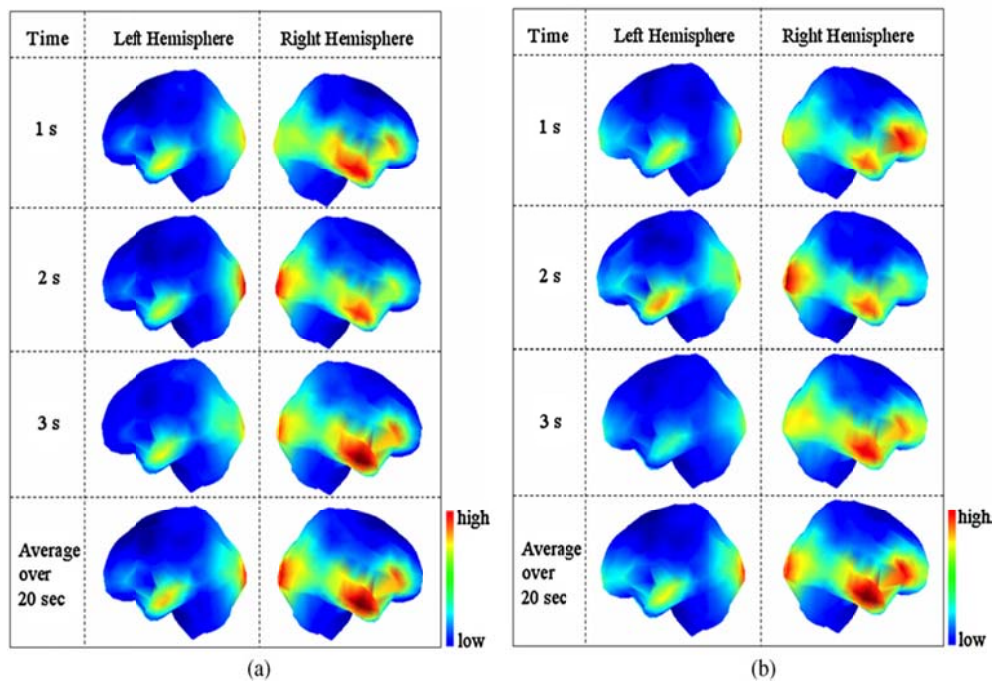 Time Left Hemisphere Right Hemisphere
1 s
2 s
3 s
Average
over
20 sec
high
low
(a)
Time Left Hemisphere Right Hemisphere
1 s
2 s
3 s
Average
over
20 sec
high
low
(b)